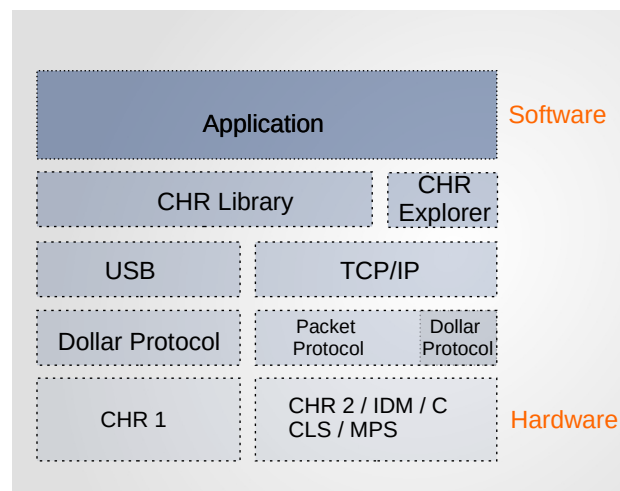 Application
Software
CHR Library
CHR
Explorer
USB
TCP/IP
Dollar Protocol
Packet
Protocol
Dollar
Protocol
CHR 1
CHR 2 / IDM / C
CLS / MPS
Hardware